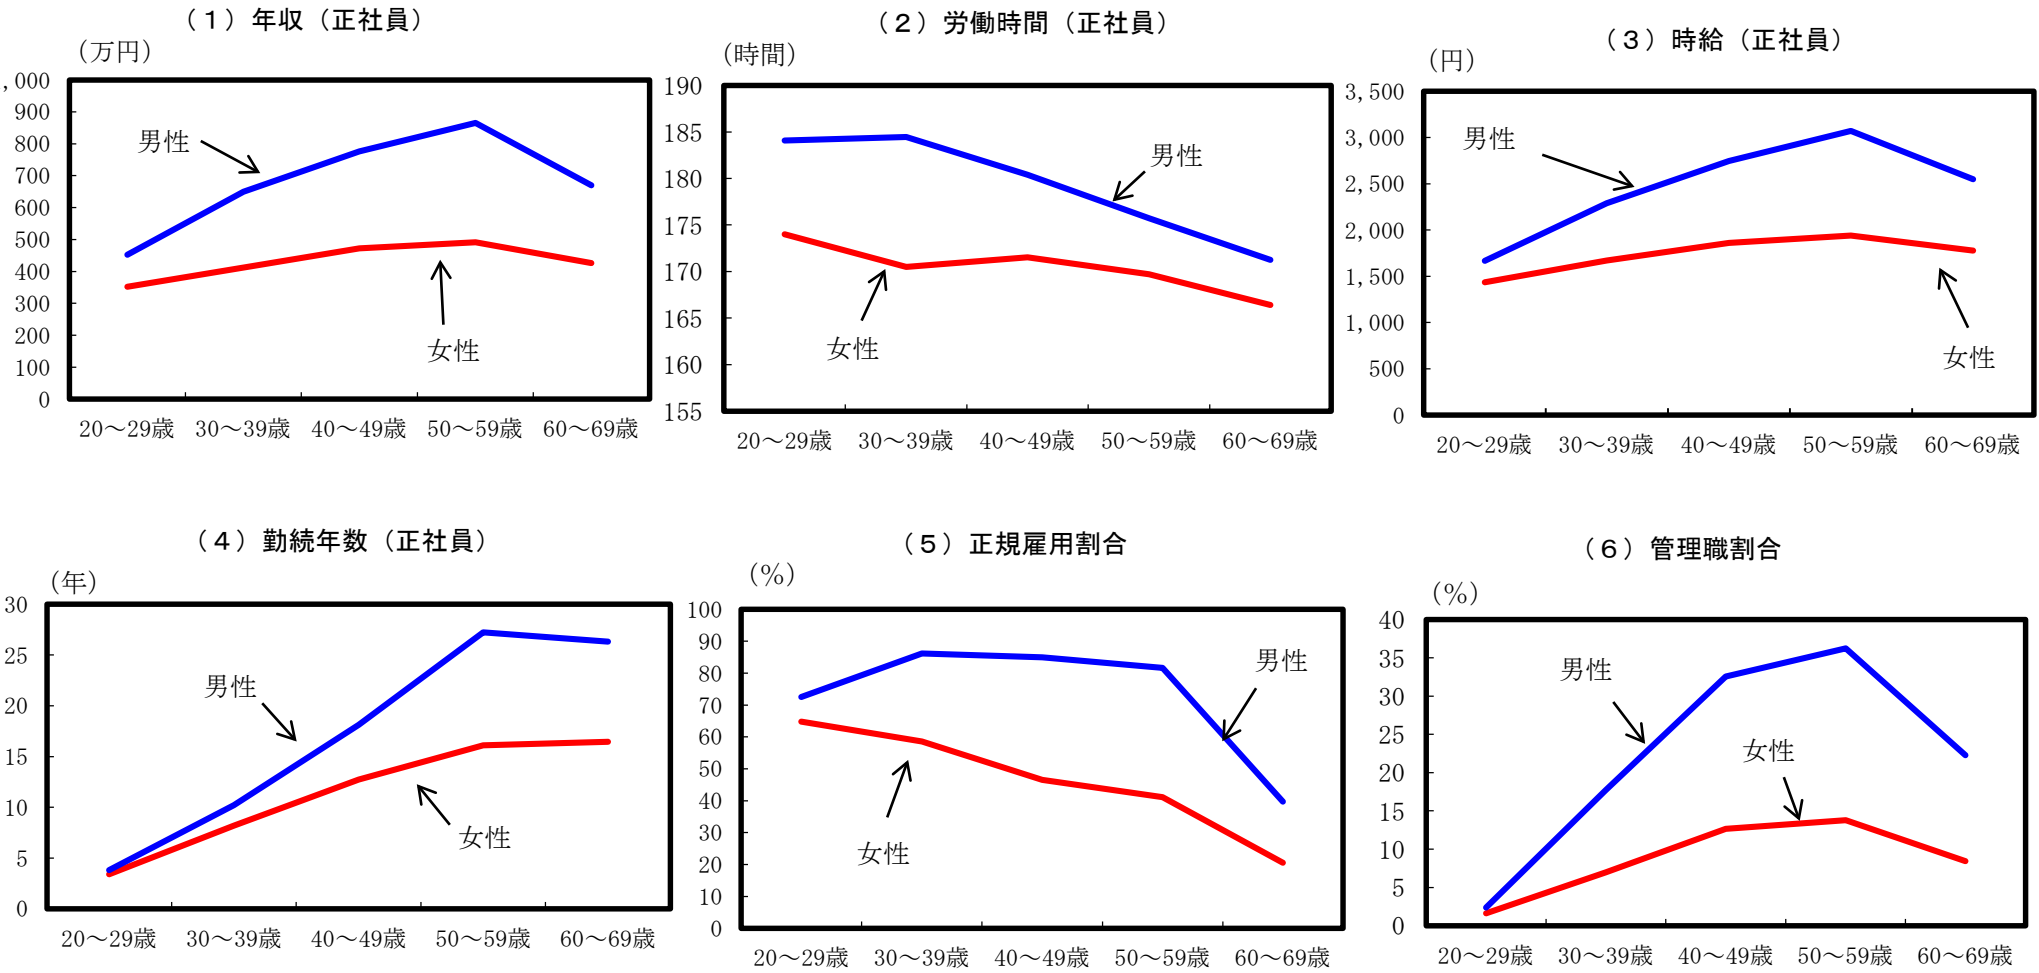 （１）年収（正社員）
（万円）
,000
900
800
700
600
500
400
300
200
100
0
男性
女性
20～29歳 30～39歳 40～49歳 50～59歳 60～69歳
（２）労働時間（正社員）
（時間）
190
185
180
175
170
165
160
155
男性
女性
20～29歳 30～39歳 40～49歳 50～59歳 60～69歳
（３）時給（正社員）
（円）
3,500
3,000
2,500
2,000
1,500
1,000
500
0
男性
女性
20～29歳 30～39歳 40～49歳 50～59歳 60～69歳
（４）勤続年数（正社員）
（年）
30
25
20
15
10
5
0
男性
女性
20～29歳 30～39歳 40～49歳 50～59歳 60～69歳
（５）正規雇用割合
（%）
100
90
80
70
60
50
40
30
20
10
0
男性
女性
20～29歳 30～39歳 40～49歳 50～59歳 60～69歳
（６）管理職割合
（%）
40
35
30
25
20
15
10
5
0
男性
女性
20～29歳 30～39歳 40～49歳 50～59歳 60～69歳